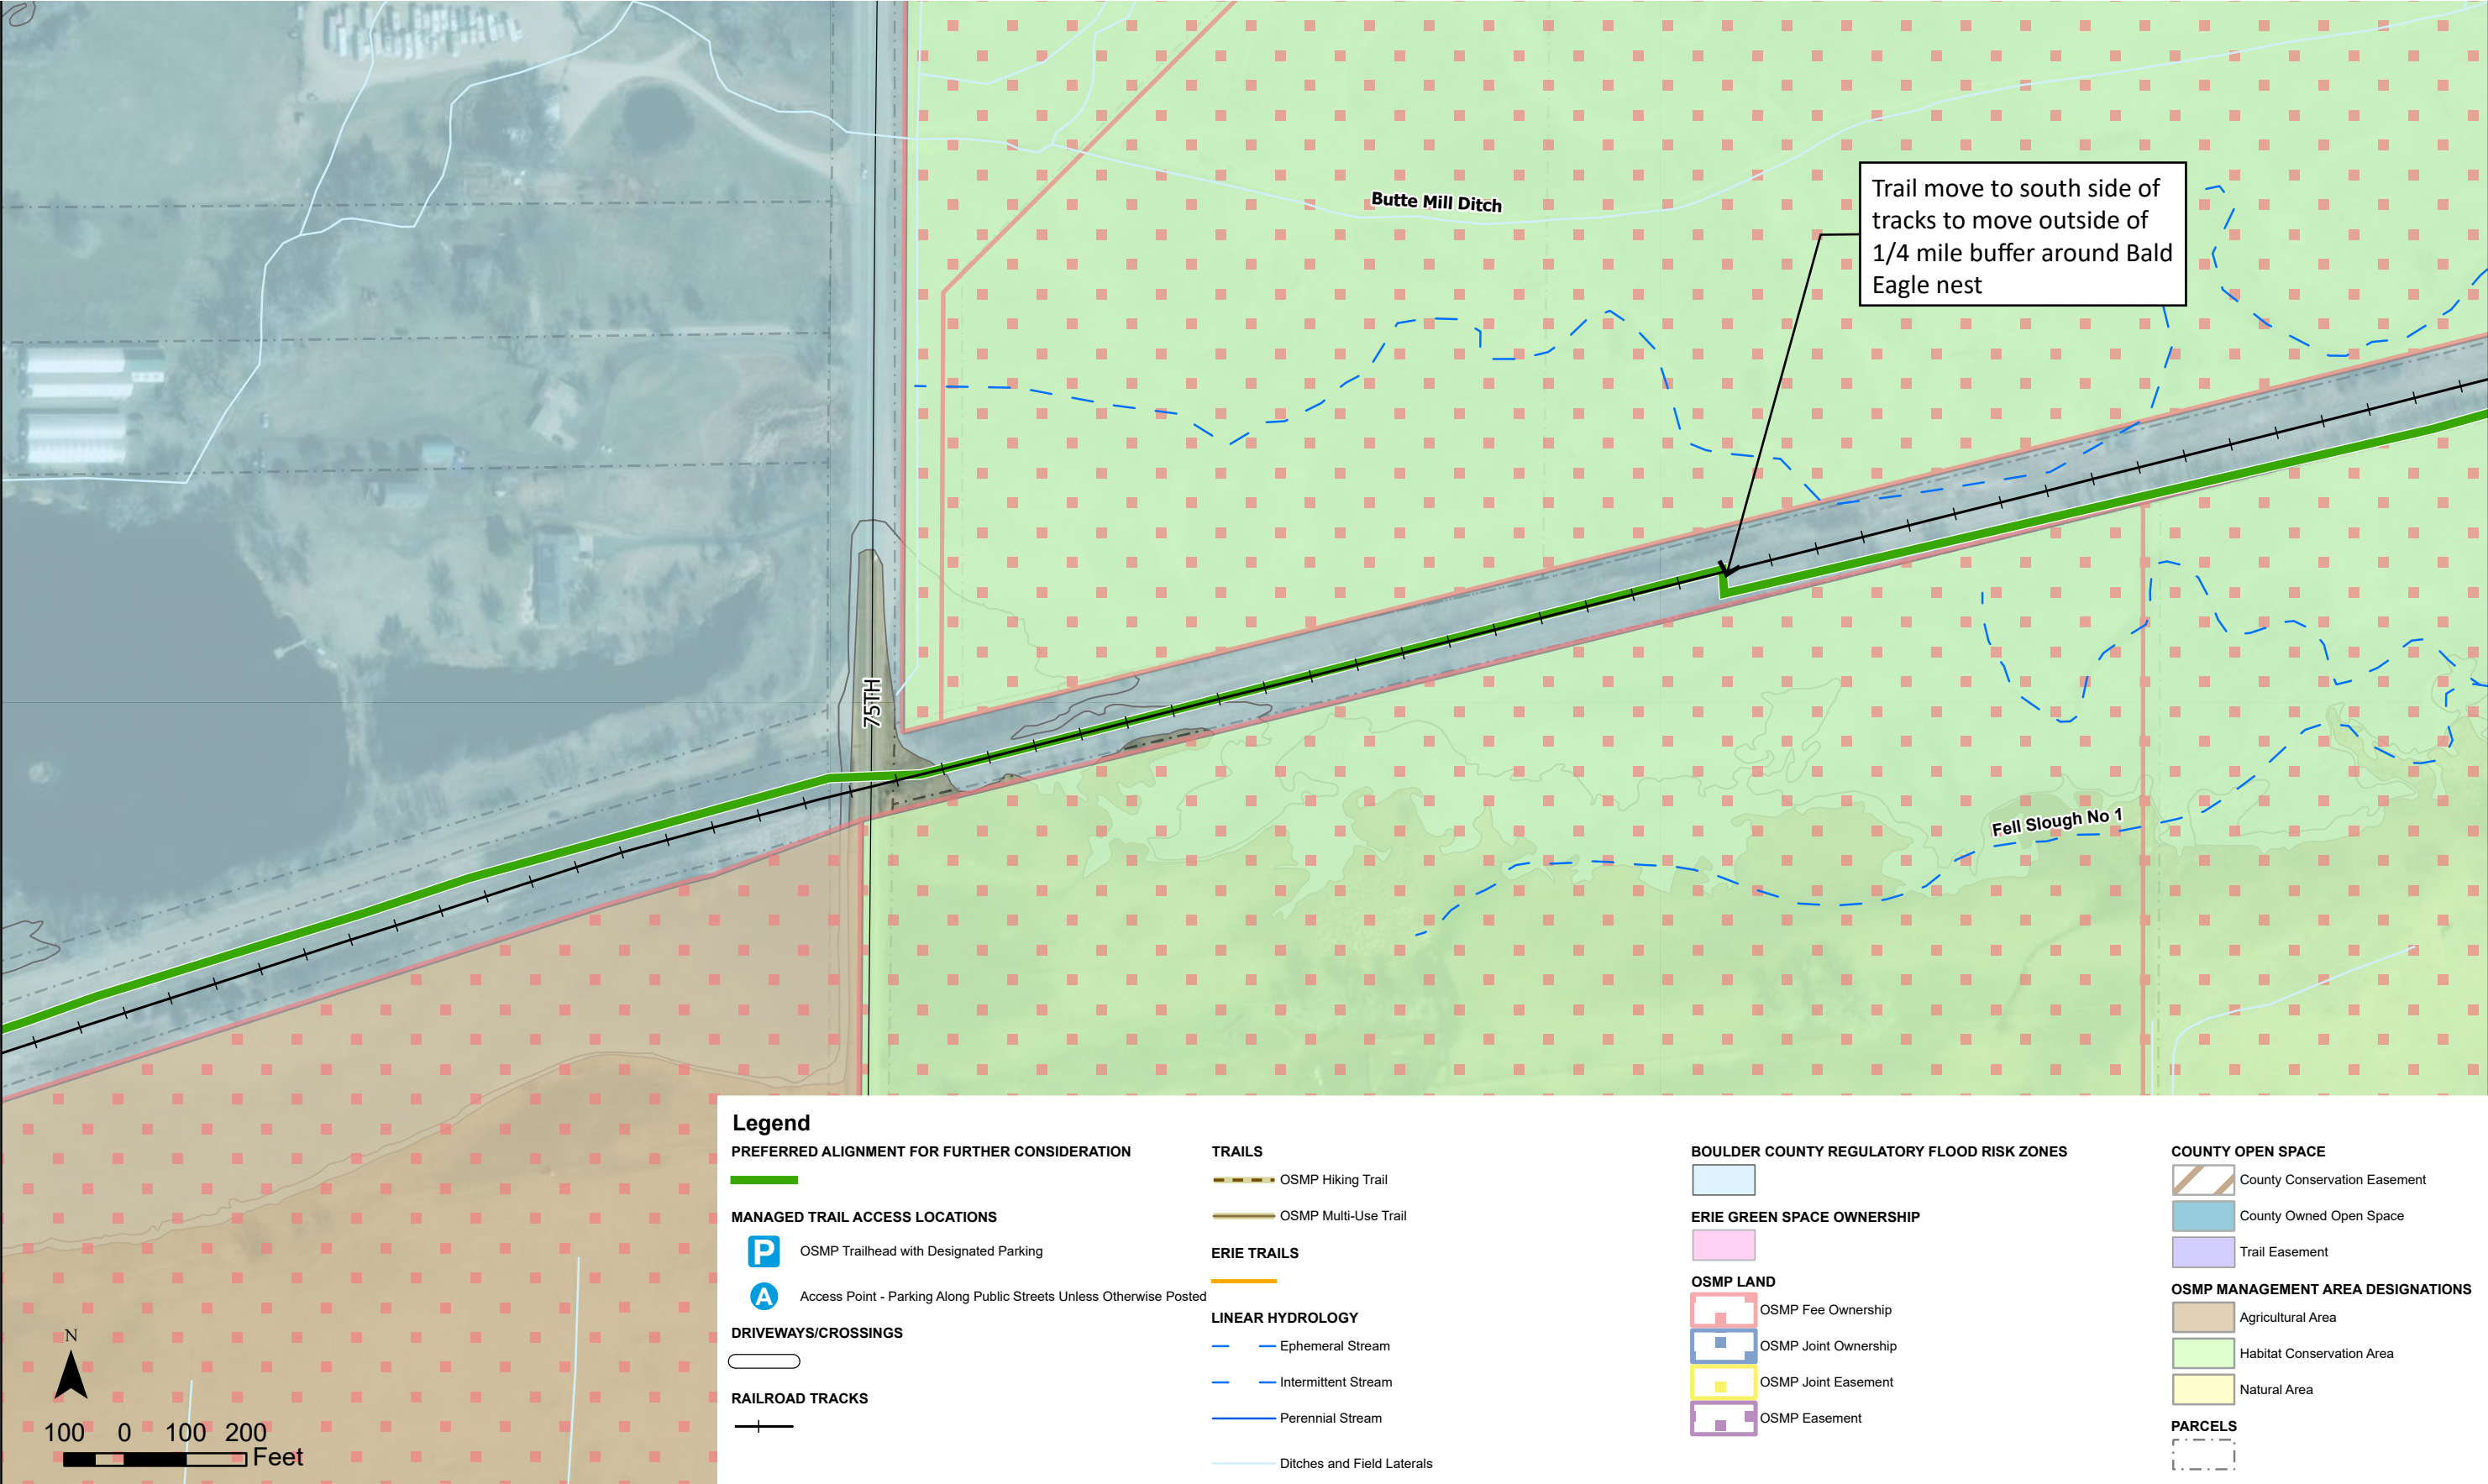 Butte Mill Ditch
Trail move to south side of
tracks to move outside of
1/4 mile buffer around Bald
Eagle nest
75TH
Fell Slough No 1
N
100 0 100 200
Feet
Legend
PREFERRED ALIGNMENT FOR FURTHER CONSIDERATION
MANAGED TRAIL ACCESS LOCATIONS
P OSMP Trailhead with Designated Parking
A Access Point - Parking Along Public Streets Unless Otherwise Posted
DRIVEWAYS/CROSSINGS
RAILROAD TRACKS
TRAILS
OSMP Hiking Trail
OSMP Multi-Use Trail
ERIE TRAILS
LINEAR HYDROLOGY
Ephemeral Stream
Intermittent Stream
Perennial Stream
Ditches and Field Laterals
BOULDER COUNTY REGULATORY FLOOD RISK ZONES
ERIE GREEN SPACE OWNERSHIP
OSMP LAND
OSMP Fee Ownership
OSMP Joint Ownership
OSMP Joint Easement
OSMP Easement
COUNTY OPEN SPACE
County Conservation Easement
County Owned Open Space
Trail Easement
OSMP MANAGEMENT AREA DESIGNATIONS
Agricultural Area
Habitat Conservation Area
Natural Area
PARCELS